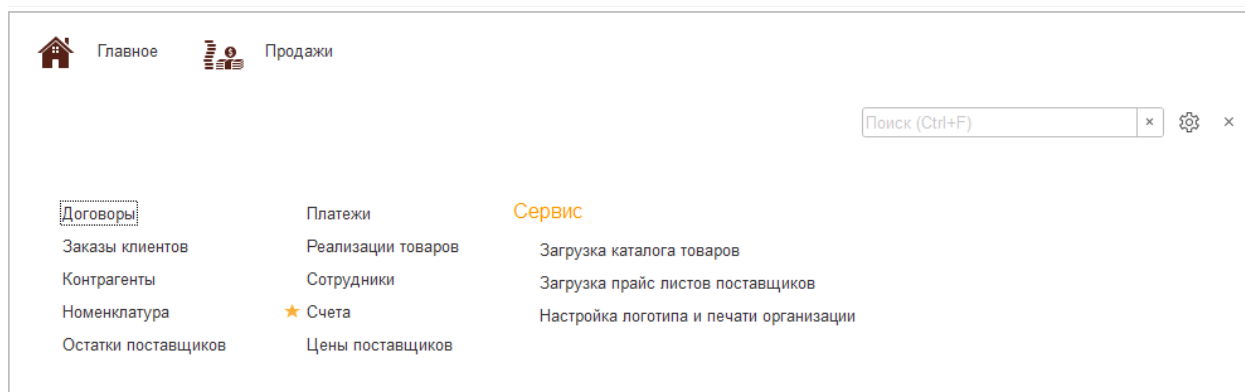 Главное
Продажи
Поиск (Ctrl+F)
Договоры
Заказы клиентов
Контрагенты
Номенклатура
Остатки поставщиков
Платежи
Реализации товаров
Сотрудники
Счета
Цены поставщиков
Сервис
Загрузка каталога товаров
Загрузка прайс листов поставщиков
Настройка логотипа и печати организации